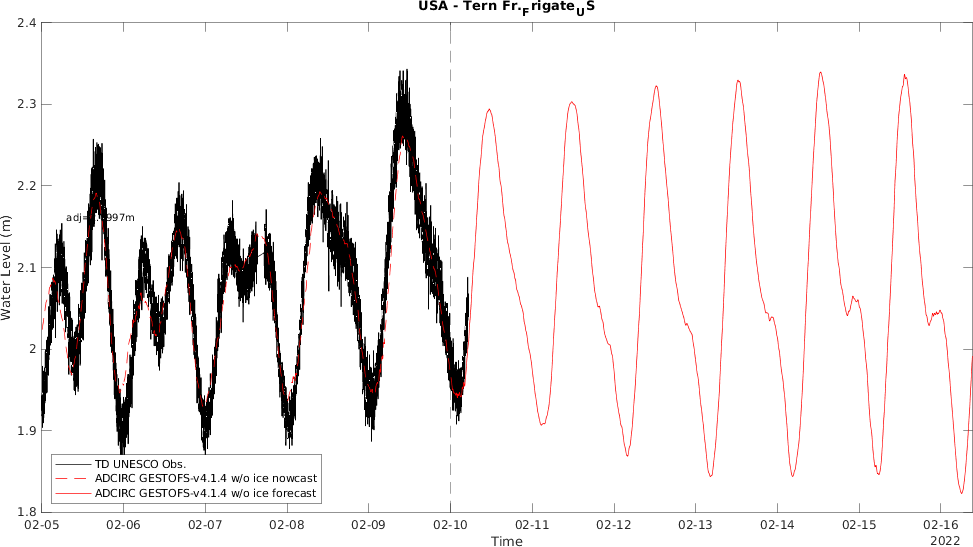 USA - Tern Fr.FrigateUS
2.4
2.3
2.2
2.1
2
1.9
1.8
Water Level (m)
TD UNESCO Obs.
ADCIRC GESTOFS-v4.1.4 w/o ice nowcast
ADCIRC GESTOFS-v4.1.4 w/o ice forecast
02-05 02-06 02-07 02-08 02-09 02-10 02-11 02-12 02-13 02-14 02-15 02-16
Time
2022